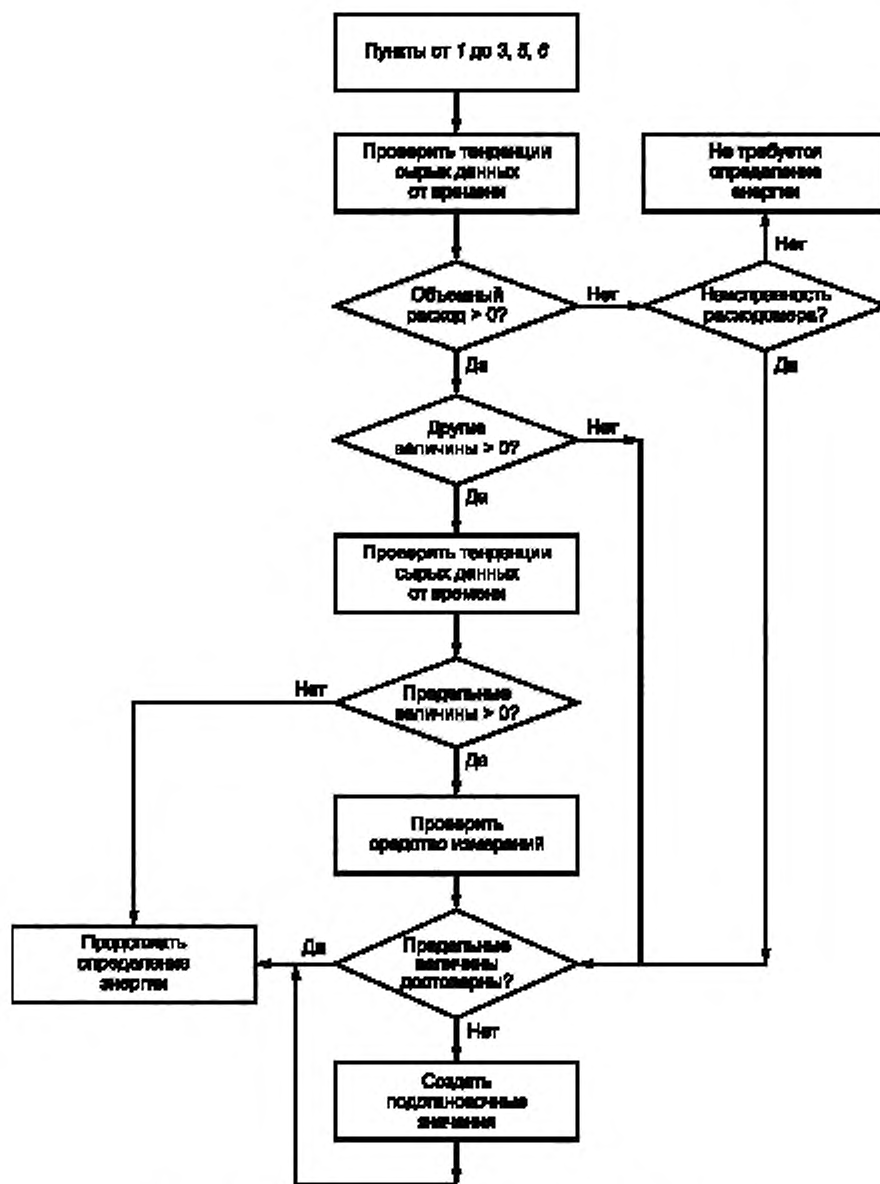 Пункты от 1 до 3, 5, 6
Проверить тенденции
сырых данных
от времени
Не требуется
определение
энергии
Нет
Объемный
расход > 0?
Нет
Неисправность
расходомера?
Да
Да
Другие
величины > 0?
Нет
Да
Проверять тенденции
сырых данных
от времени
Нет
Предельные
величины > 0?
Да
Проверить
средство измерений
Продолжать
определение
энергии
Да
Предельные
величины
достоверны?
Нет
Создать
подстановочные
значения